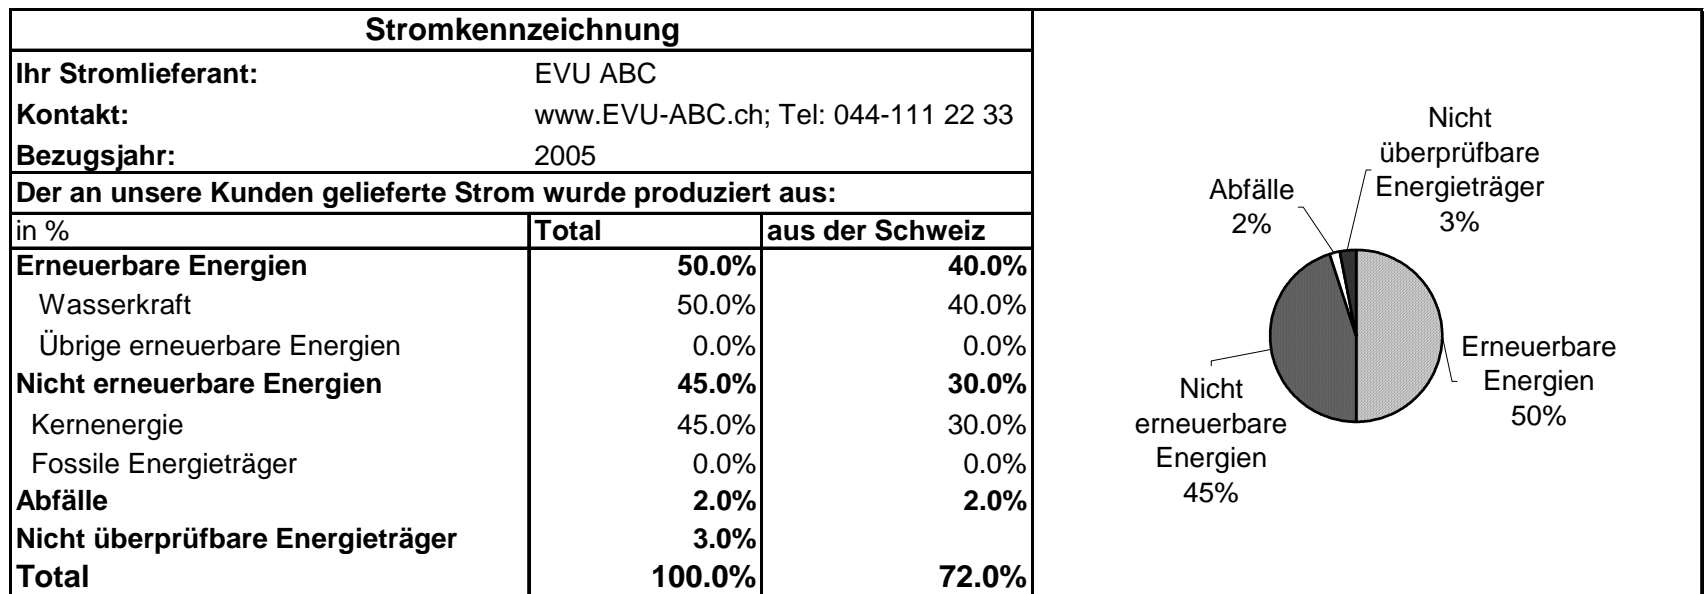 Stromkennzeichnung
Ihr Stromlieferant: EVU ABC
Kontakt: www.EVU-ABC.ch; Tel: 044-111 22 33
Bezugsjahr: 2005
Der an unsere Kunden gelieferte Strom wurde produziert aus:
in % Total aus der Schweiz
Erneuerbare Energien 50.0% 40.0%
Wasserkraft 50.0% 40.0%
Übrige erneuerbare Energien 0.0% 0.0%
Nicht erneuerbare Energien 45.0% 30.0%
Kernenergie 45.0% 30.0%
Fossile Energieträger 0.0% 0.0%
Abfälle 2.0% 2.0%
Nicht überprüfbare Energieträger 3.0%
Total 100.0% 72.0%
Nicht
überprüfbare
Energieträger
3%
Abfälle
2%
Erneuerbare
Energien
50%
Nicht
erneuerbare
Energien
45%